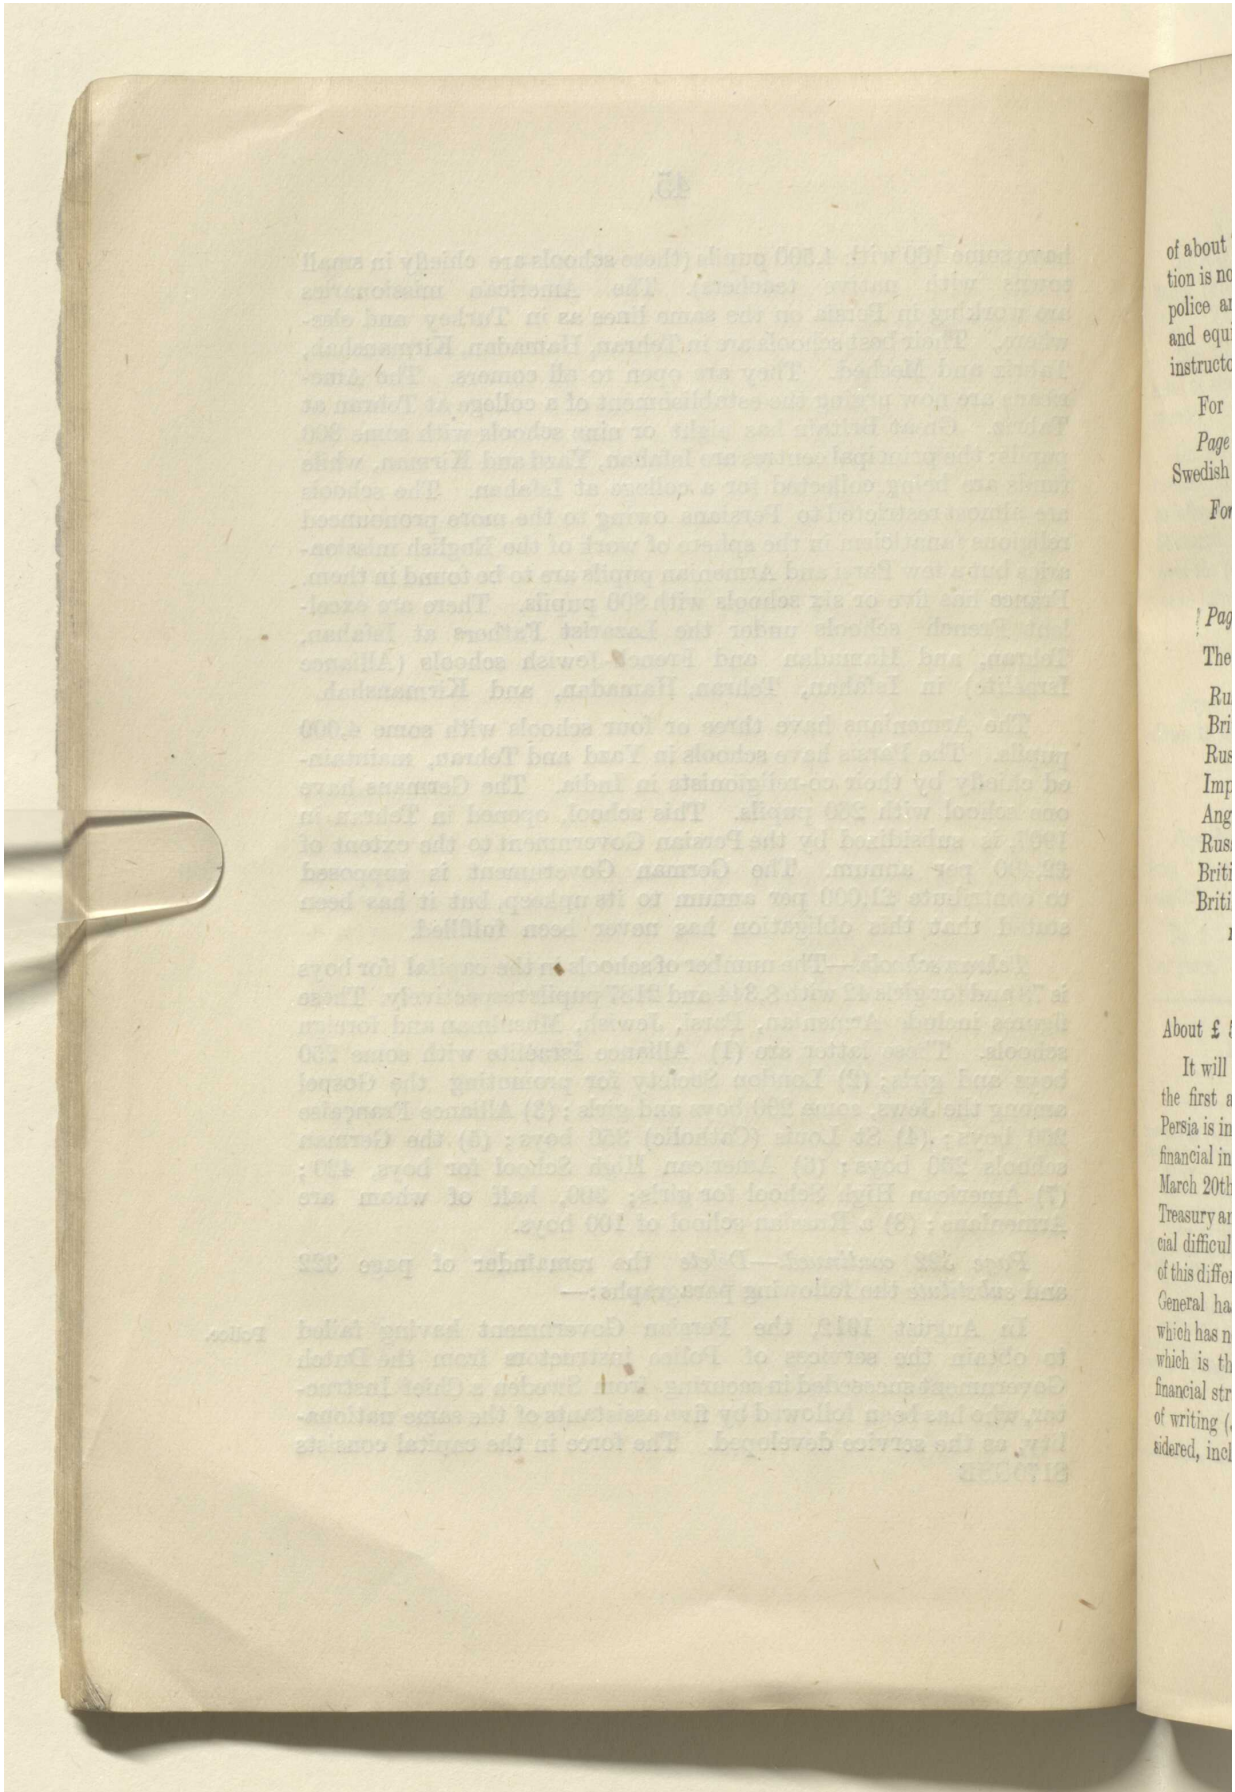 45
have some 100 with 4,500 pupils (these schools are chiefly in small
towns with native teachers). The American missionaries
are working in Persia on the same lines as in Turkey and else-
where. Their best schools are in Tehran, Hamadan, Kirmanshah,
Tabriz and Meshed. They are open to all comers. The Ame-
ricans are now urging the establishment of a college at Tehran at
Tabriz. Great Britain has eight or nine schools with some 800
pupils: the principal centres are Isfahan, Yazd and Kirman, while
funds are being collected for a college at Isfahan. The schools
are almost restricted to Persians owing to the more pronounced
religious fanaticism in the sphere of work of the English mission-
aries but a few Parsi and Armenian pupils are to be found in them.
France has five or six schools with 800 pupils. There are excel-
lent French schools under the Lazarist Fathers at Isfahan,
Tehran, and Hamadan and French-Jewish schools (Alliance
Israélite) in Isfahan, Tehran, Hamadan, and Kirmanshah.
The Armenians have three or four schools with some
pupils. The Parsis have schools in Yazd and Tehran, maintain-
ed chiefly by their co-religionists in India. The Germans have
one school with pupils. This school, opened in Tehran in
is subsidized by the Persian Government to the extent of
per annum. The German Government is supposed
to contribute £1,000 per annum to its upkeep, but it has been
stated that this obligation has never been fulfilled.
Tehran schools.—The number of schools in the capital for boys
is 78 and for girls 42 with 8,344 and 2187 pupils respectively. These
figures include Armenian, Parsi, Jewish, Muslman and foreign
schools. These latter are (1) Alliance Israélite with some 250
boys and girls; (2) London Society for promoting the Gospel
among the Jews, some boys and girls; (3) Alliance Française
boys; (4) St Louis (Catholic) boys; (5) the German
schools boys; (6) American High School for boys,
(7) American High School for girls; half of whom are
Armenians; (8) a Russian school of 100 boys.
Page 322 continued—Delete the remainder of page 322
and substitute the following paragraphs:—
Police.
In August 1912, the Persian Government having failed
to obtain the services of Police instructors from the Dutch
Government succeeded in securing from Sweden a Chief Instruc-
tor, who has been followed by five assistants of the same nationa-
lity, as the service developed. The force in the capital consists
of about
tion is no
police a
and equi
instructo
For
Page
Swedish
For
Pag
The
Ru
Bri
Rus
Imp
Ang
Rus
Briti
Briti
About £
It will
the first a
Persia is in
financial in
March 20th
Treasury a
cial difficul
of this diffe
General ha
which has n
which is th
financial str
of writing (
sidered, incl